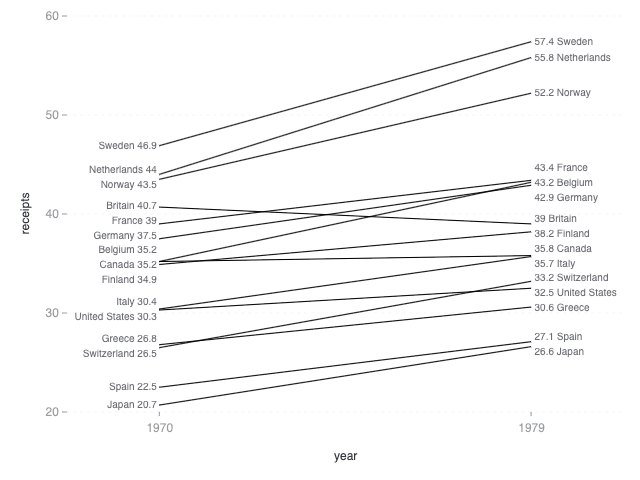 60
57.4 Sweden
55.8 Netherlands
52.2 Norway
50
Sweden 46.9
Netherlands 44
Norway 43.5
43.4 France
43.2 Belgium
42.9 Germany
40
Britain 40.7
France 39
Germany 37.5
Belgium 35.2
Canada 35.2
Finland 34.9
39 Britain
38.2 Finland
35.8 Canada
35.7 Italy
33.2 Switzerland
32.5 United States
30.6 Greece
30
Italy 30.4
United States 30.3
Greece 26.8
Switzerland 26.5
27.1 Spain
26.6 Japan
Spain 22.5
Japan 20.7
20
1970
1979
year
receipts